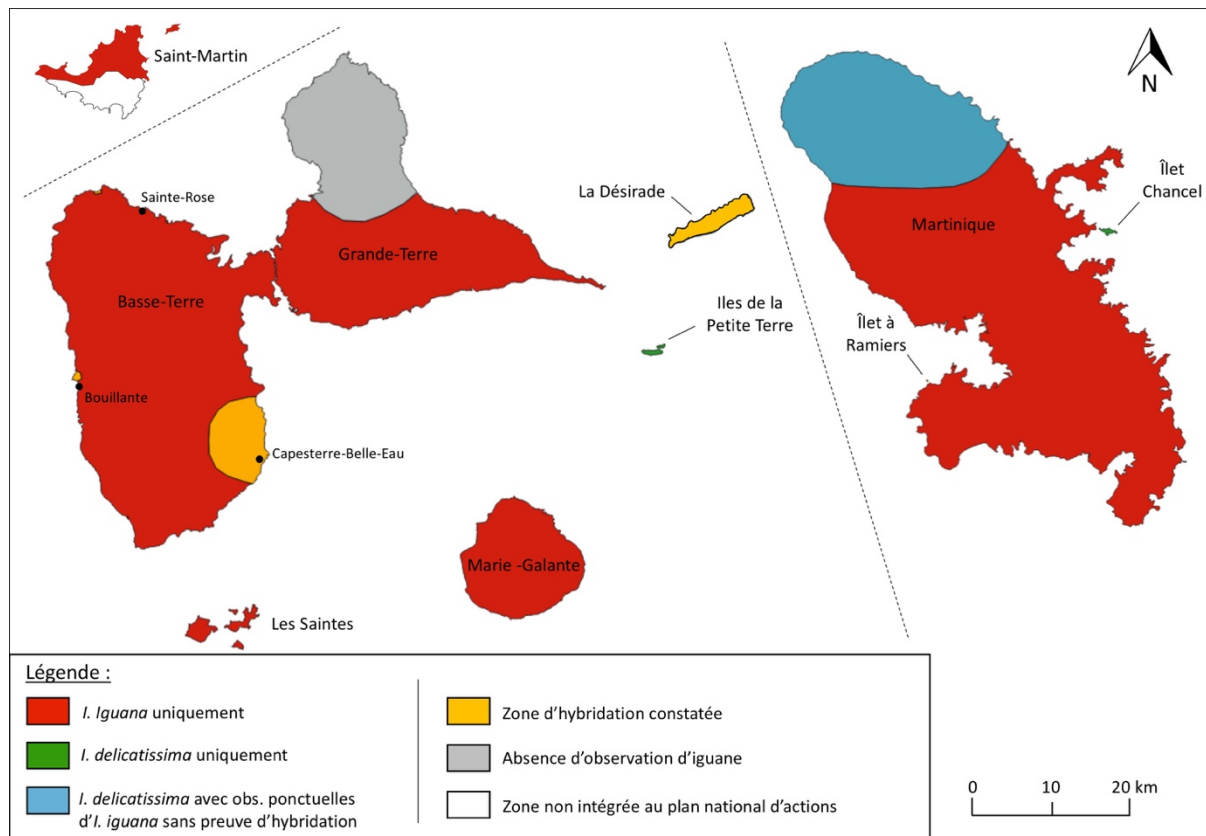 Saint-Martin
N
Sainte-Rose
La Désirade
Îlet
Chancel
Martinique
Grande-Terre
Basse-Terre
Iles de la
Petite Terre
Îlet à
Ramiers
Bouillante
Capesterre-Belle-Eau
Marie -Galante
Les Saintes
Légende :
I. Iguana uniquement
I. delicatissima uniquement
I. delicatissima avec obs. ponctuelles
d'I. iguana sans preuve d'hybridation
Zone d'hybridation constatée
Absence d'observation d'iguane
Zone non intégrée au plan national d'actions
0 10 20 km